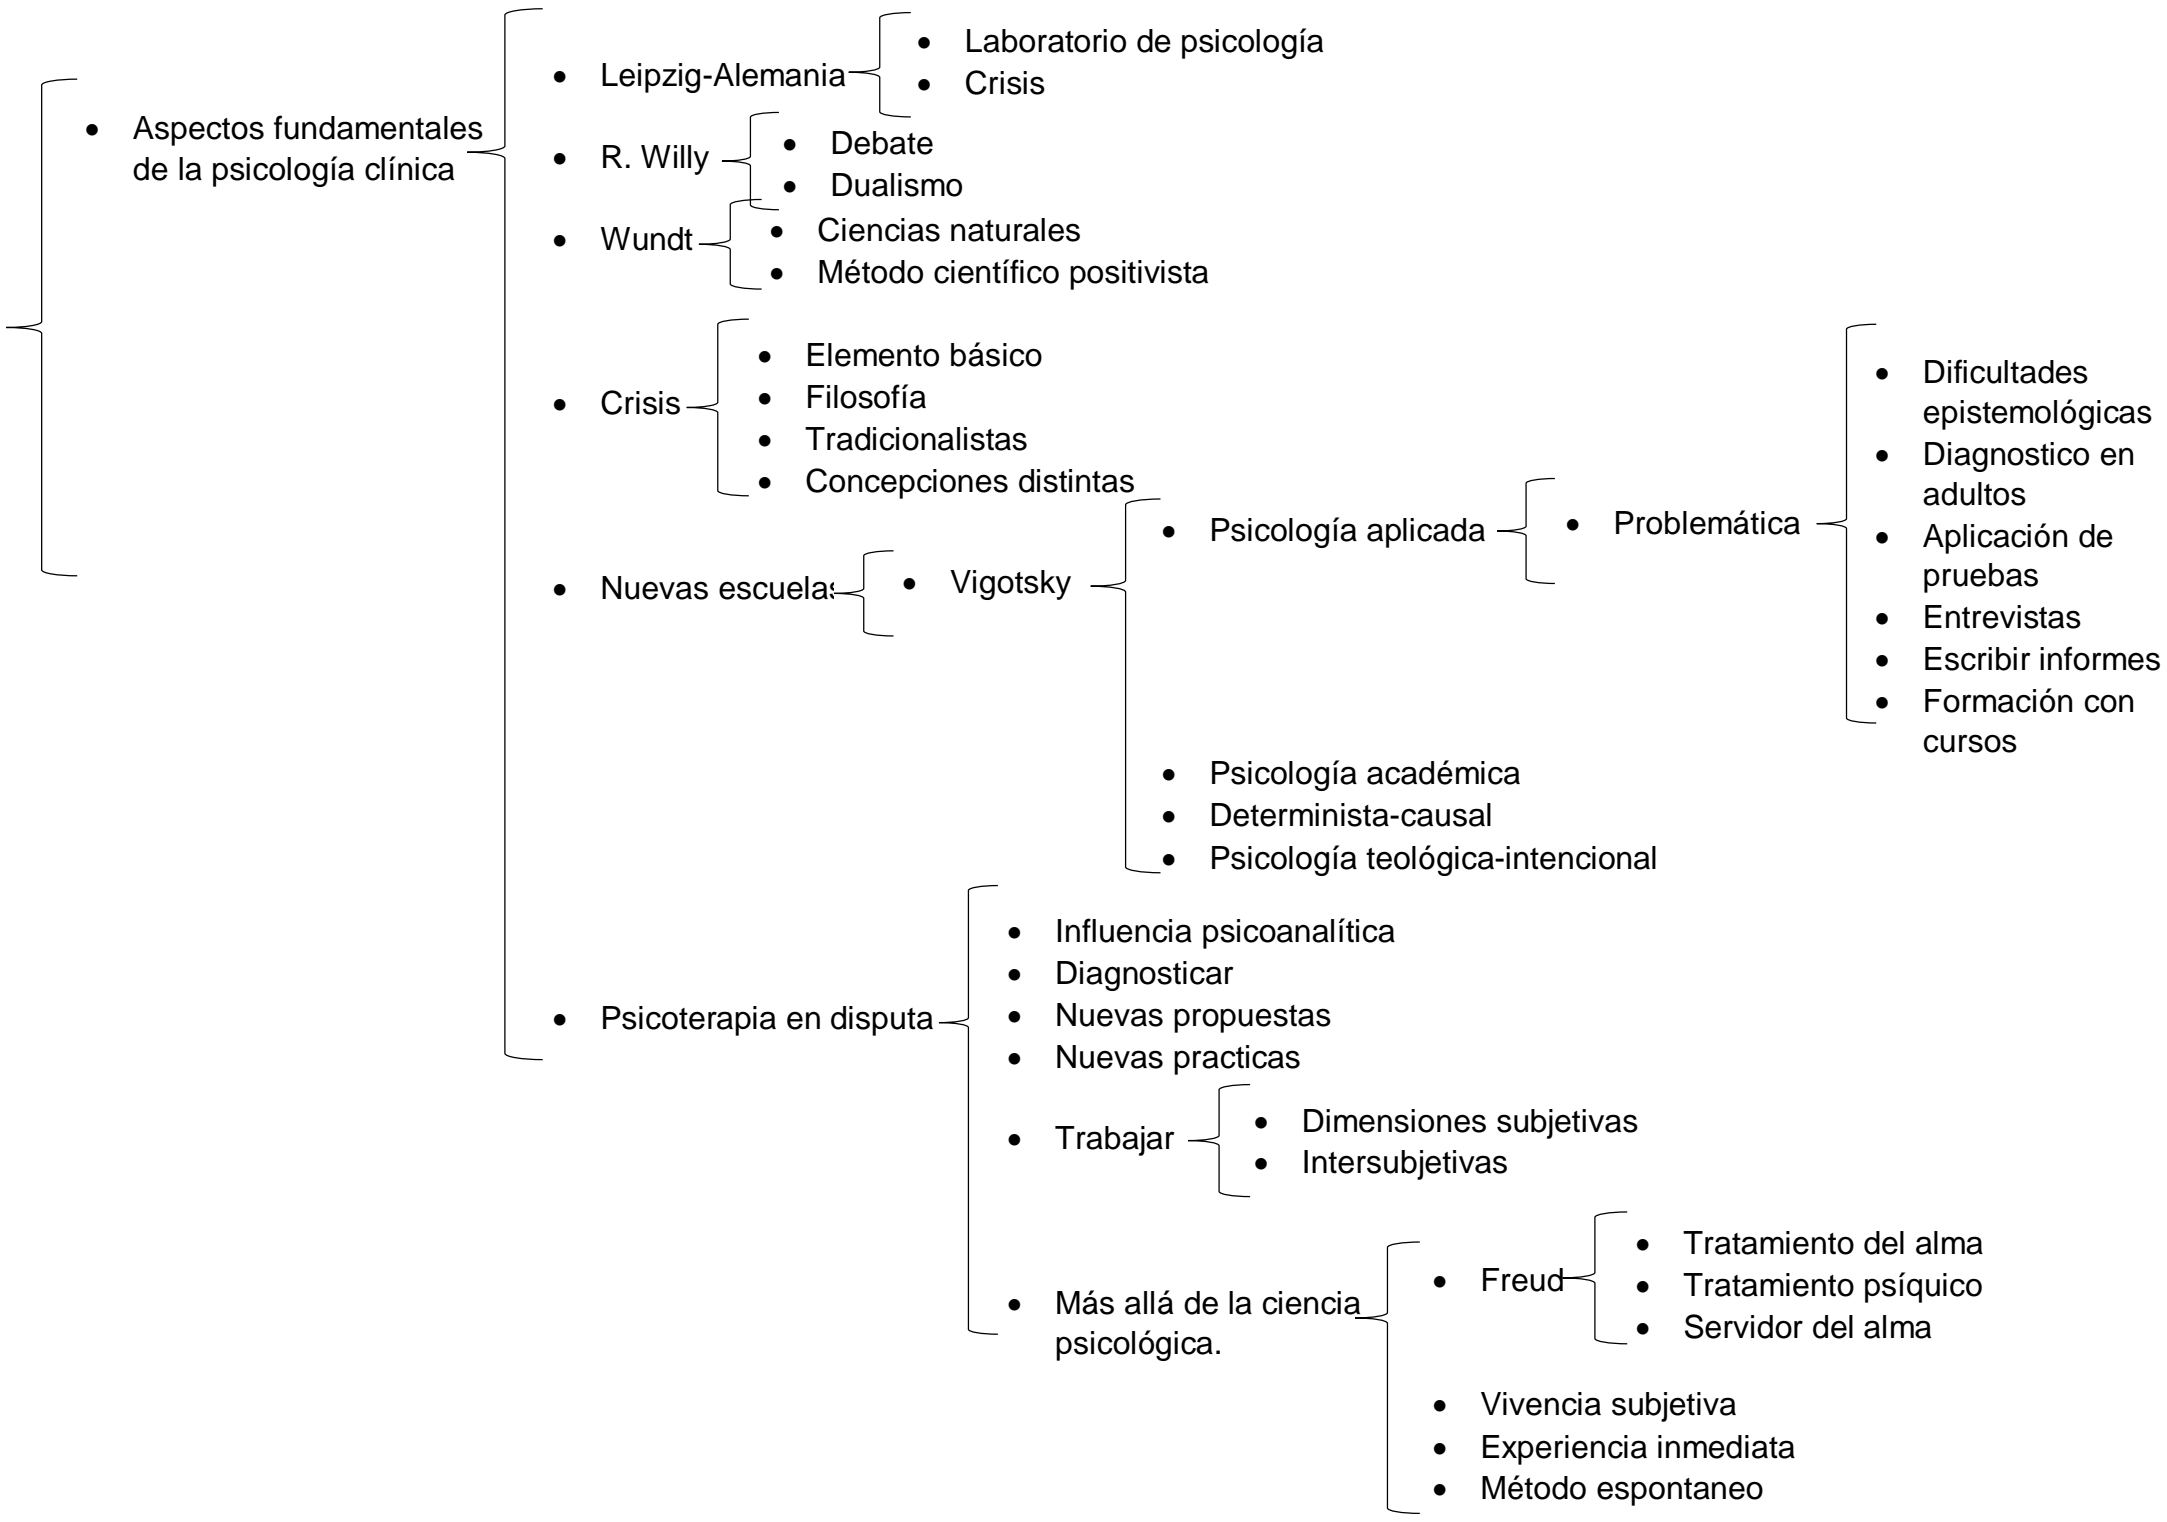 • Aspectos fundamentales
de la psicología clínica
• Leipzig-Alemania
• Laboratorio de psicología
• Crisis
• R. Willy
• Debate
• Dualismo
• Wundt
• Ciencias naturales
• Método científico positivista
• Crisis
• Elemento básico
• Filosofía
• Tradicionalistas
• Concepciones distintas
• Nuevas escuelas
• Vigotsky
• Psicología aplicada
• Problemática
• Dificultades
epistemológicas
• Diagnostico en
adultos
• Aplicación de
pruebas
• Entrevistas
• Escribir informes
• Formación con
cursos
• Psicología académica
• Determinista-causal
• Psicología teológica-intencional
• Psicoterapia en disputa
• Influencia psicoanalítica
• Diagnosticar
• Nuevas propuestas
• Nuevas practicas
• Trabajar
• Dimensiones subjetivas
• Intersubjetivas
• Más allá de la ciencia
psicológica.
• Freud
• Tratamiento del alma
• Tratamiento psíquico
• Servidor del alma
• Vivencia subjetiva
• Experiencia inmediata
• Método espontaneo